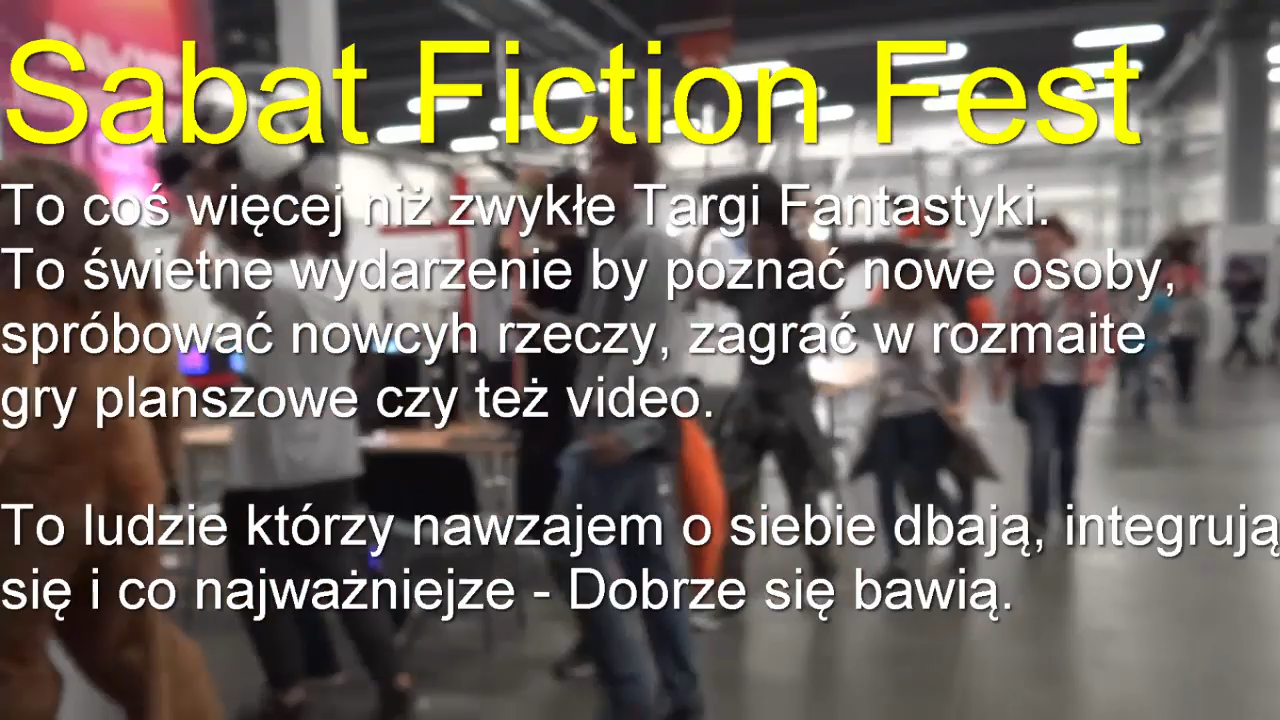 Sabat Fiction Fest
To coś więcej niż zwykłe Targi Fantastyki.
To świetne wydarzenie by poznać nowe osoby,
spróbować nowcyh rzeczy, zagrać w rozmaite
gry planszowe czy też video.
To ludzie którzy nawzajem o siebie dbają, integrują
się i co najważniejze - Dobrze się bawią.